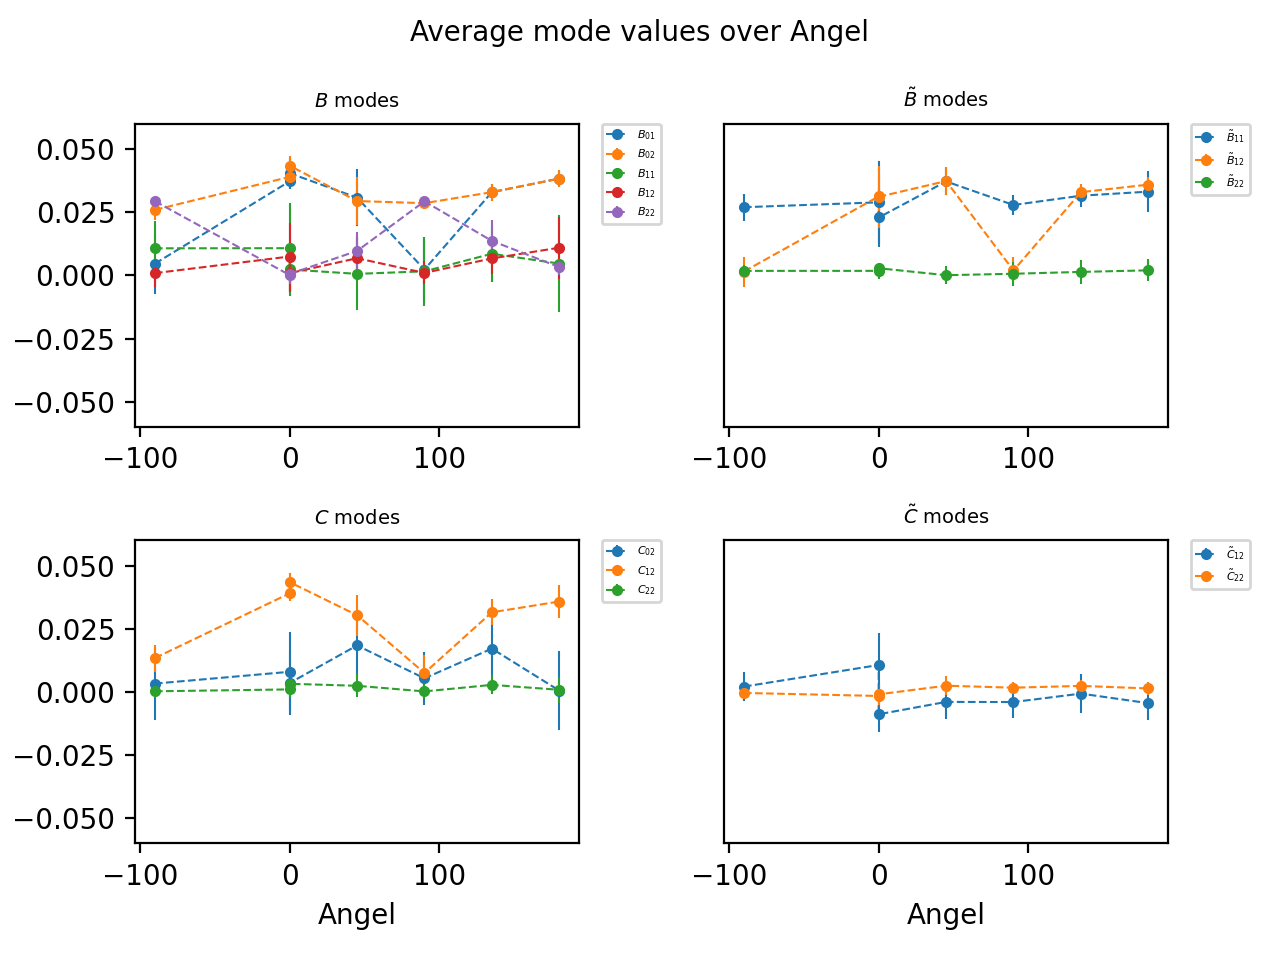 Average mode values over Angel
B modes
B̃ modes
0.050
0.025
0.000
−0.025
−0.050
−100 0 100
B₀₁
B₀₂
B₁₁
B₁₂
B₂₂
−100 0 100
B̃₁₁
B̃₁₂
B̃₂₂
C modes
C̃ modes
0.050
0.025
0.000
−0.025
−0.050
−100 0 100
Angel
C₀₂
C₁₂
C₂₂
−100 0 100
Angel
C̃₁₂
C̃₂₂